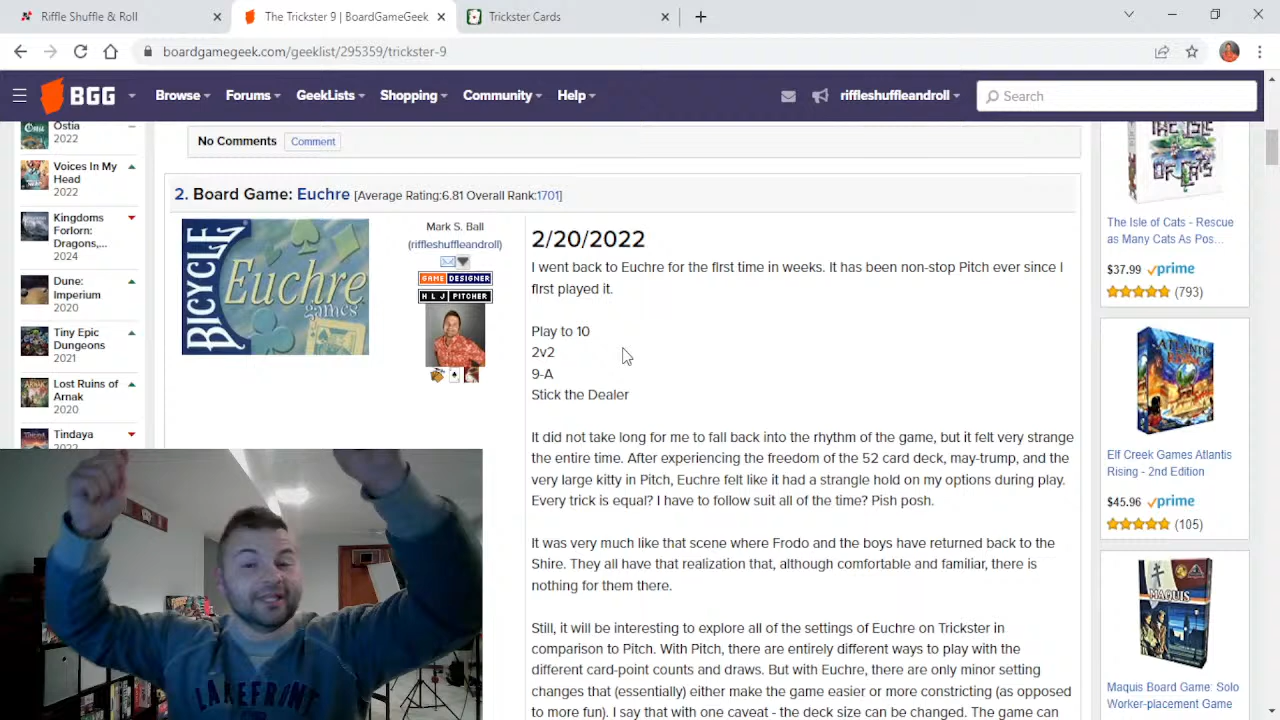 Riffle Shuffle & Roll
The Trickster 9 | BoardGameGeek
Trickster Cards
boardgamegeek.com/geeklist/295359/trickster-9
BGG
Browse
Forums
GeekLists
Shopping
Community
Help
riffleshuffleandroll
Search
Ostia
2022
Voices In My
Head
2022
Kingdoms
Forlorn:
Dragons,...
2024
Dune:
Imperium
2020
Tiny Epic
Dungeons
2021
Lost Ruins of
Arnak
2020
Tindaya
2022
No Comments
Comment
2. Board Game: Euchre [Average Rating:6.81 Overall Rank:1701]
BICYCLE
Euchre
games
Mark S. Ball
(riffleshuffleandroll)
GAME DESIGNER
HLJ PITCHER
2/20/2022
I went back to Euchre for the first time in weeks. It has been non-stop Pitch ever since I
first played it.
Play to 10
2v2
9-A
Stick the Dealer
It did not take long for me to fall back into the rhythm of the game, but it felt very strange
the entire time. After experiencing the freedom of the 52 card deck, may-trump, and the
very large kitty in Pitch, Euchre felt like it had a strangle hold on my options during play.
Every trick is equal? I have to follow suit all of the time? Pish posh.
It was very much like that scene where Frodo and the boys have returned back to the
Shire. They all have that realization that, although comfortable and familiar, there is
nothing for them there.
Still, it will be interesting to explore all of the settings of Euchre on Trickster in
comparison to Pitch. With Pitch, there are entirely different ways to play with the
different card-point counts and draws. But with Euchre, there are only minor setting
changes that (essentially) either make the game easier or more constricting (as opposed
to more fun). I say that with one caveat - the deck size can be changed. The game can
THE ISLE
OF CATS
The Isle of Cats - Rescue
as Many Cats As Pos...
$37.99 prime
(793)
ATLANTIS
RISING
Elf Creek Games Atlantis
Rising - 2nd Edition
$45.96 prime
(105)
MAQUIS
Maquis Board Game: Solo
Worker-placement Game
LAKEFRONT